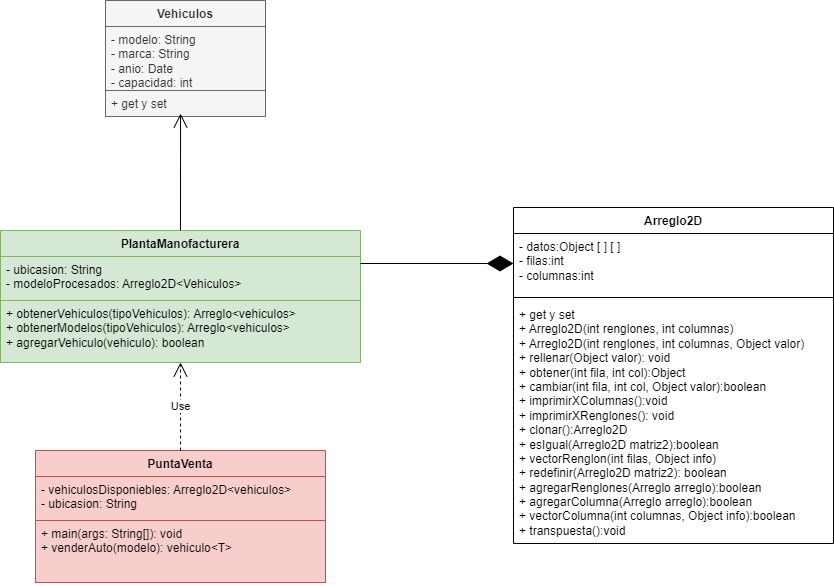 Vehiculos
- modelo: String
- marca: String
- anio: Date
- capacidad: int
+ get y set
PlantaManofacturera
- ubicasion: String
- modeloProcesados: Arreglo2D<Vehiculos>
+ obtenerVehiculos(tipoVehiculos): Arreglo<vehiculos>
+ obtenerModelos(tipoVehiculos): Arreglo<vehiculos>
+ agregarVehiculo(vehiculo): boolean
Use
PuntaVenta
- vehiculosDisponiebles: Arreglo2D<vehiculos>
- ubicasion: String
+ main(args: String[]): void
+ venderAuto(modelo): vehiculo<T>
Arreglo2D
- datos:Object [ ] [ ]
- filas:int
- columnas:int
+ get y set
+ Arreglo2D(int renglones, int columnas)
+ Arreglo2D(int renglones, int columnas, Object valor)
+ rellenar(Object valor): void
+ obtener(int fila, int col):Object
+ cambiar(int fila, int col, Object valor):boolean
+ imprimirXColumnas():void
+ imprimirXRenglones(): void
+ clonar():Arreglo2D
+ esIgual(Arreglo2D matriz2):boolean
+ vectorRenglon(int filas, Object info)
+ redefinir(Arreglo2D matriz2): boolean
+ agregarRenglones(Arreglo arreglo):boolean
+ agregarColumna(Arreglo arreglo):boolean
+ vectorColumna(int columnas, Object info):boolean
+ transpuesta():void